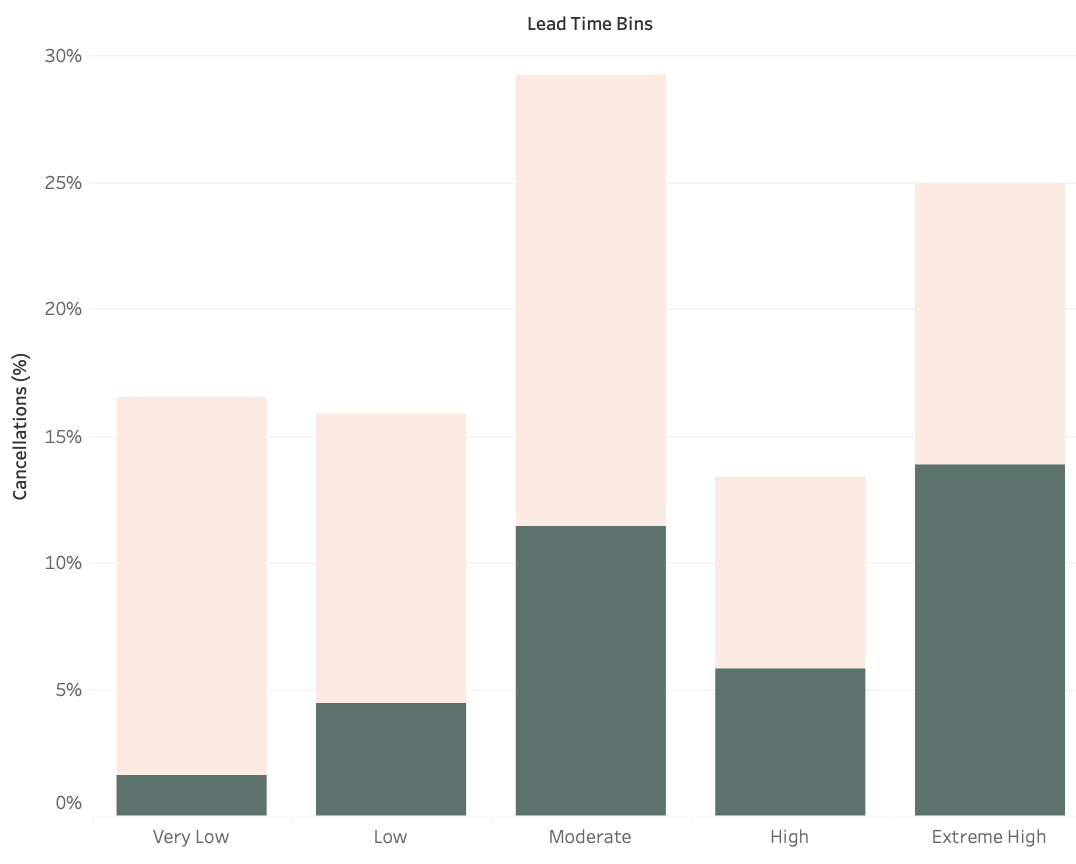 Lead Time Bins
30%
25%
20%
15%
10%
5%
0%
Cancellations (%)
Very Low
Low
Moderate
High
Extreme High